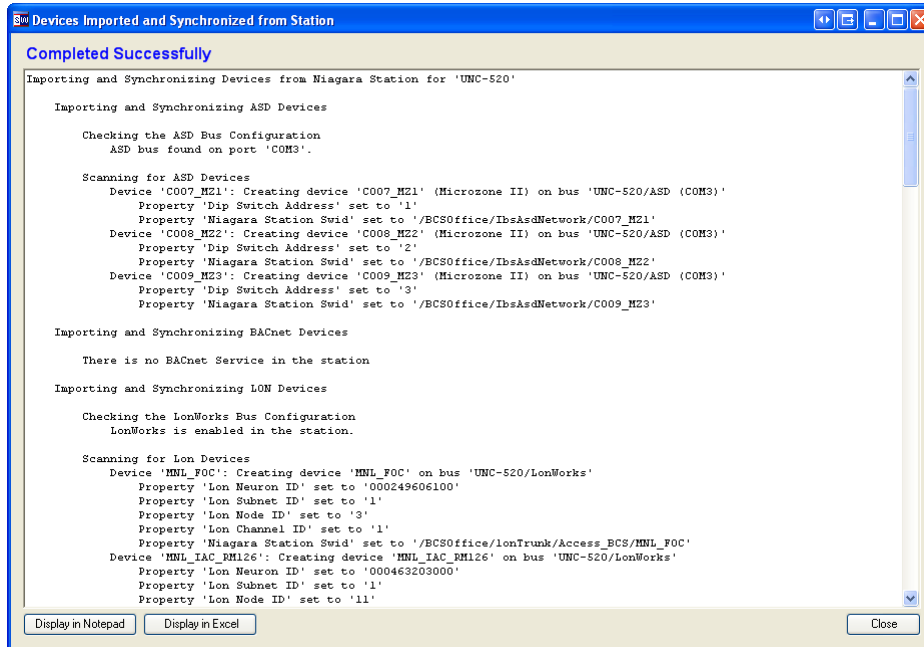 Devices Imported and Synchronized from Station
Completed Successfully
Importing and Synchronizing Devices from Niagara Station for 'UNC-520'
Importing and Synchronizing ASD Devices
Checking the ASD Bus Configuration
ASD bus found on port 'COM3'.
Scanning for ASD Devices
Device 'C007_MZ1': Creating device 'C007_MZ1' (Microzone II) on bus 'UNC-520/ASD (COM3)'
Property 'Dip Switch Address' set to '1'
Property 'Niagara Station Swid' set to '/BCSOffice/IbsAsdNetwork/C007_MZ1'
Device 'C008_MZ2': Creating device 'C008_MZ2' (Microzone II) on bus 'UNC-520/ASD (COM3)'
Property 'Dip Switch Address' set to '2'
Property 'Niagara Station Swid' set to '/BCSOffice/IbsAsdNetwork/C008_MZ2'
Device 'C009_MZ3': Creating device 'C009_MZ3' (Microzone II) on bus 'UNC-520/ASD (COM3)'
Property 'Dip Switch Address' set to '3'
Property 'Niagara Station Swid' set to '/BCSOffice/IbsAsdNetwork/C009_MZ3'
Importing and Synchronizing BACnet Devices
There is no BACnet Service in the station
Importing and Synchronizing LON Devices
Checking the LonWorks Bus Configuration
LonWorks is enabled in the station.
Scanning for Lon Devices
Device 'MNL_FOC': Creating device 'MNL_FOC' on bus 'UNC-520/LonWorks'
Property 'Lon Neuron ID' set to '000249606100'
Property 'Lon Subnet ID' set to '1'
Property 'Lon Node ID' set to '3'
Property 'Lon Channel ID' set to '1'
Property 'Niagara Station Swid' set to '/BCSOffice/lonTrunk/Access_BCS/MNL_FOC'
Device 'MNL_IAC_RM126': Creating device 'MNL_IAC_RM126' on bus 'UNC-520/LonWorks'
Property 'Lon Neuron ID' set to '000463203000'
Property 'Lon Subnet ID' set to '1'
Property 'Lon Node ID' set to '11'
Display in Notepad Display in Excel Close